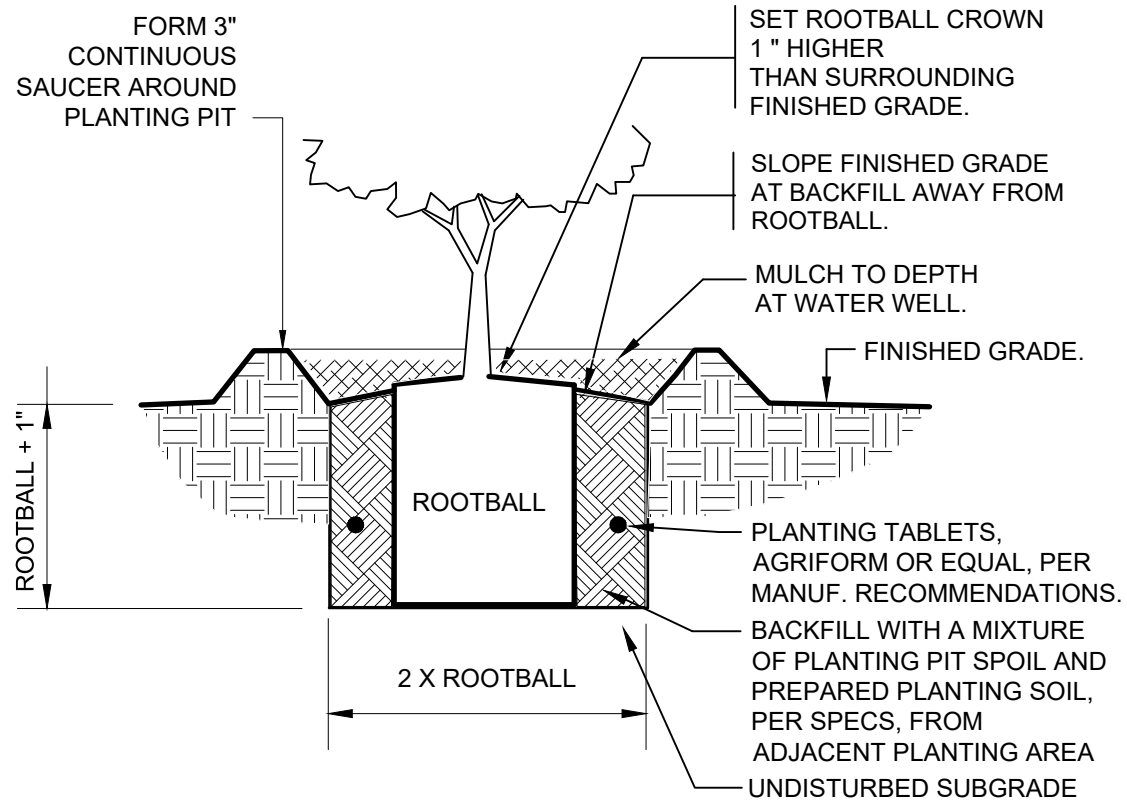 FORM 3"
CONTINUOUS
SAUCER AROUND
PLANTING PIT
SET ROOTBALL CROWN
1 " HIGHER
THAN SURROUNDING
FINISHED GRADE.
SLOPE FINISHED GRADE
AT BACKFILL AWAY FROM
ROOTBALL.
MULCH TO DEPTH
AT WATER WELL.
FINISHED GRADE.
ROOTBALL + 1"
ROOTBALL
2 X ROOTBALL
PLANTING TABLETS,
AGRIFORM OR EQUAL, PER
MANUF. RECOMMENDATIONS.
BACKFILL WITH A MIXTURE
OF PLANTING PIT SPOIL AND
PREPARED PLANTING SOIL,
PER SPECS, FROM
ADJACENT PLANTING AREA
UNDISTURBED SUBGRADE